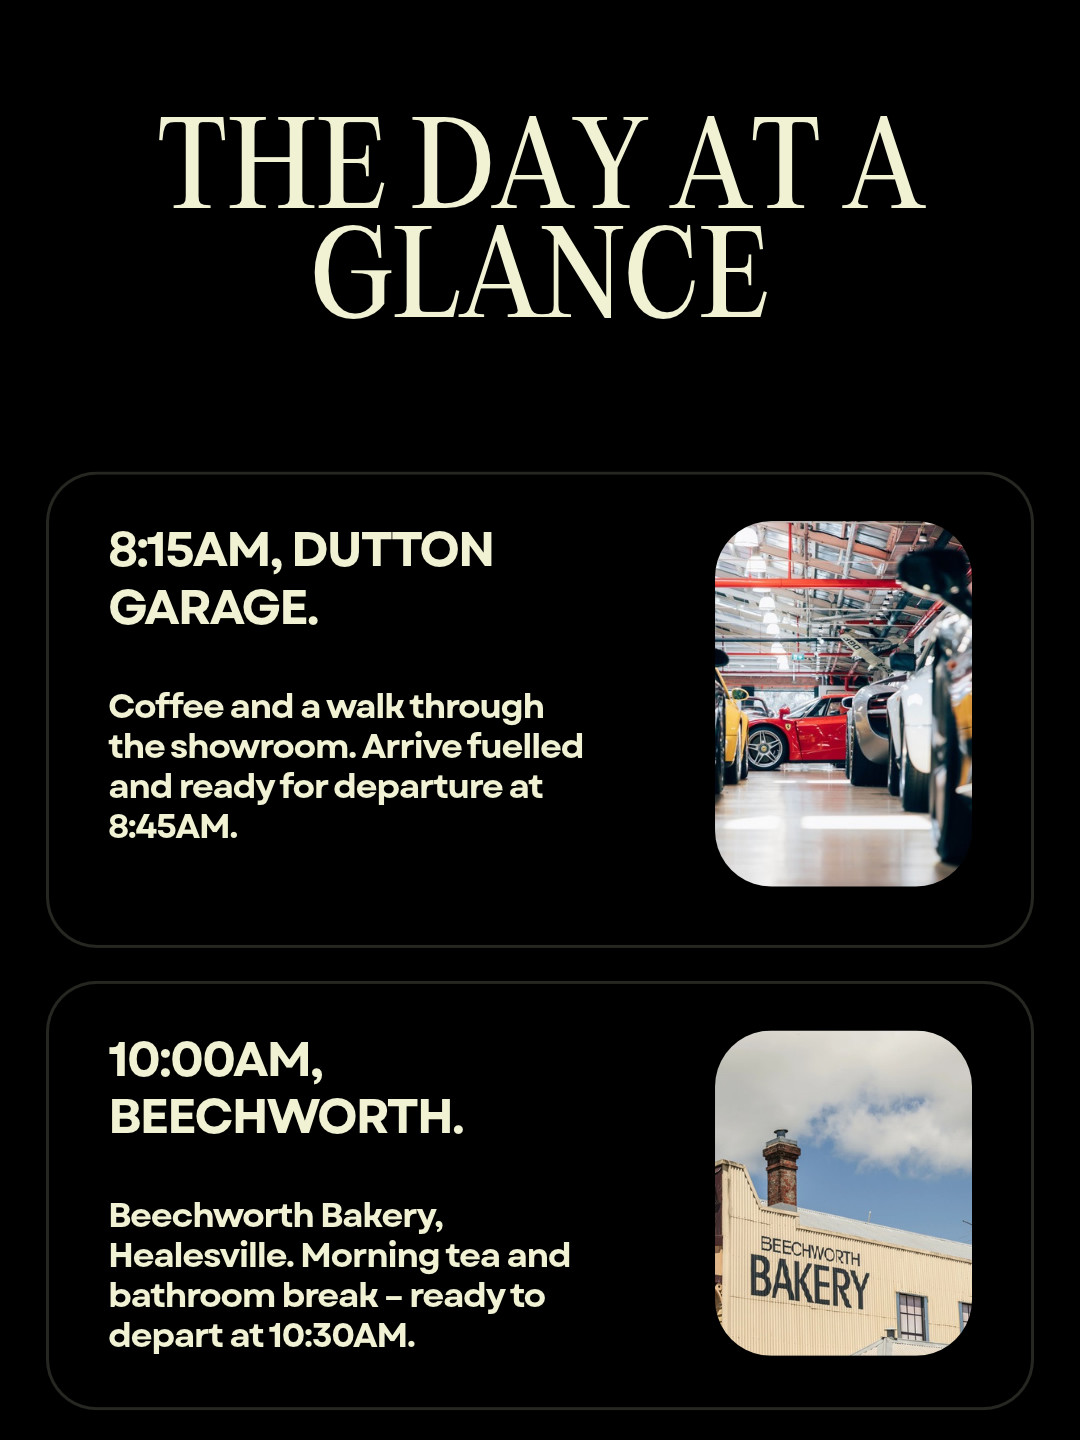 THE DAY AT A
GLANCE
8:15AM, DUTTON
GARAGE.
Coffee and a walk through
the showroom. Arrive fuelled
and ready for departure at
8:45AM.
10:00AM,
BEECHWORTH.
Beechworth Bakery,
Healesville. Morning tea and
bathroom break – ready to
depart at 10:30AM.
BEECHWORTH
BAKERY